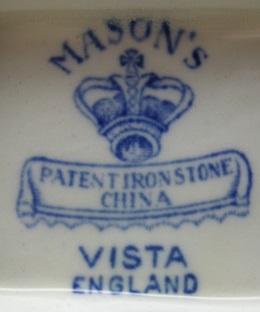 MASON'S
PATENT IRONSTONE
CHINA
VISTA
ENGLAND